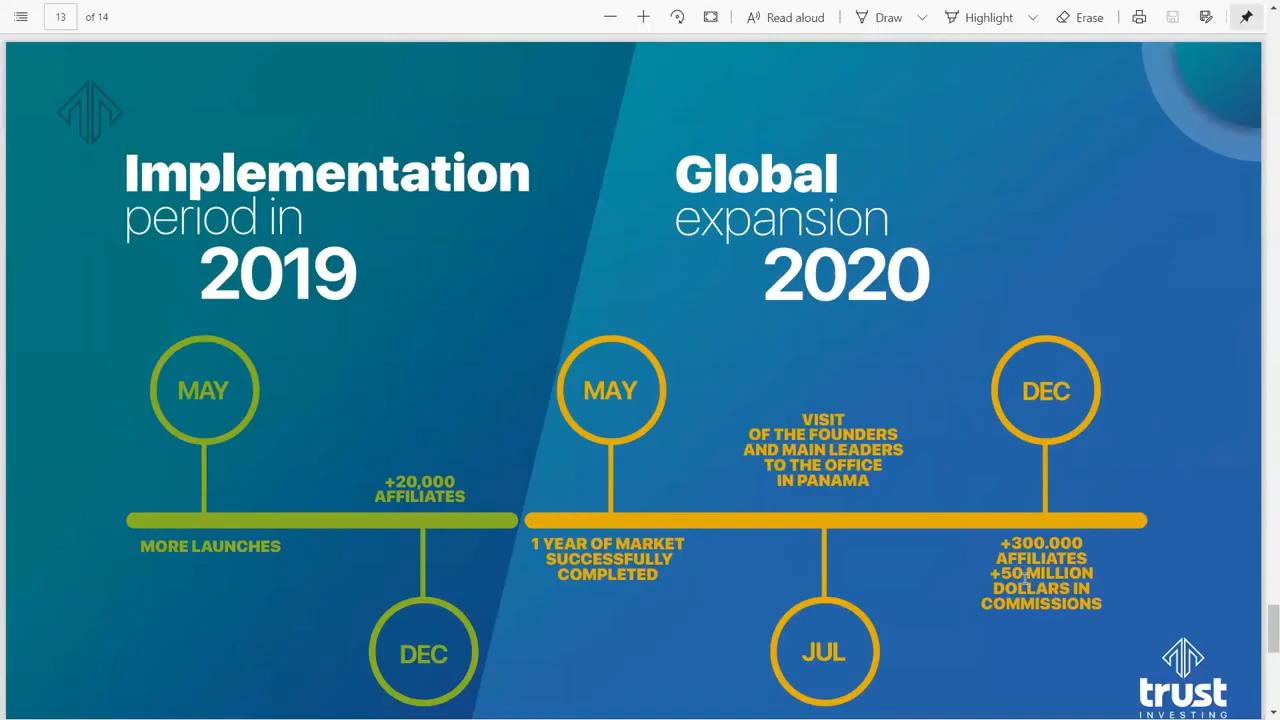 13
of 14
Read aloud
Draw
Highlight
Erase
Implementation
period in
2019
Global
expansion
2020
MAY
MAY
DEC
VISIT
OF THE FOUNDERS
AND MAIN LEADERS
TO THE OFFICE
IN PANAMA
+20,000
AFFILIATES
MORE LAUNCHES
1 YEAR OF MARKET
SUCCESSFULLY
COMPLETED
+300.000
AFFILIATES
+50 MILLION
DOLLARS IN
COMMISSIONS
DEC
JUL
trust
INVESTING